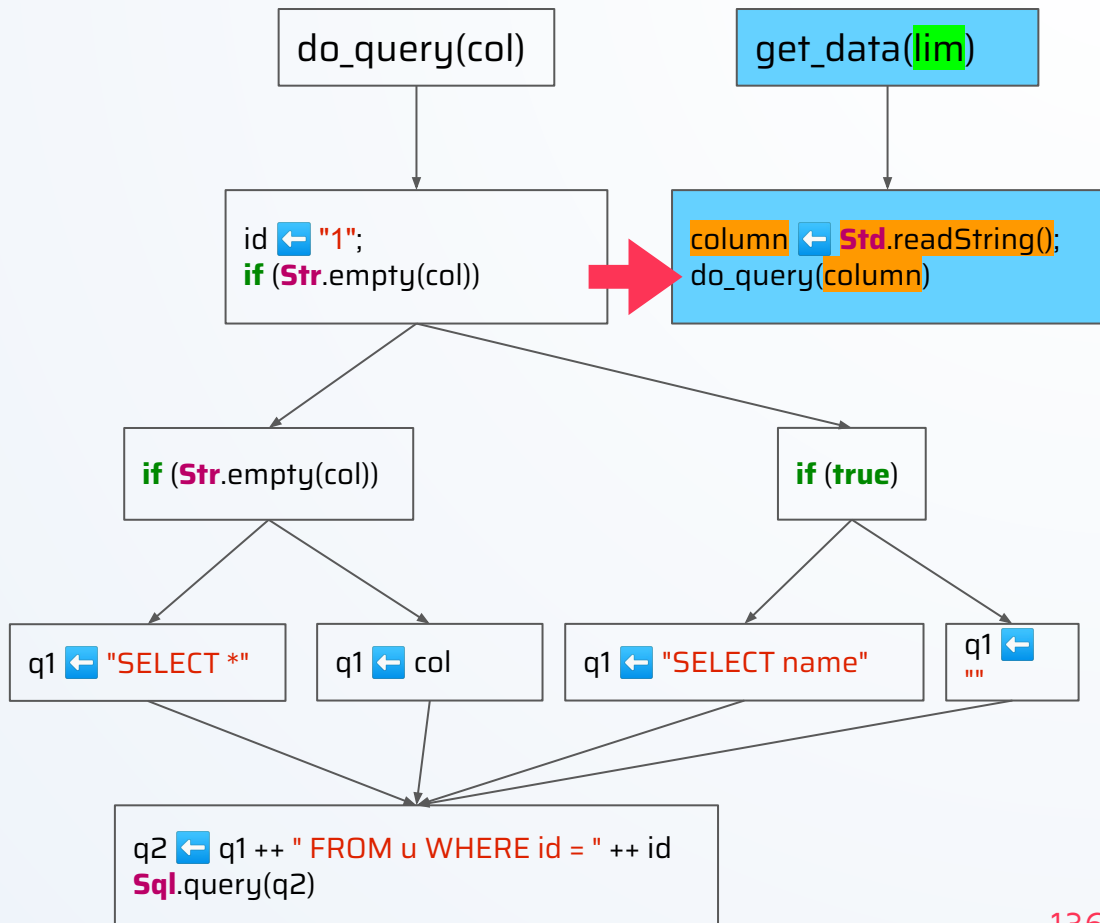 do_query(col)
get_data(lim)
id ⬅ "1";
if (Str.empty(col))
column ⬅ Std.readString();
do_query(column)
if (Str.empty(col))
if (true)
q1 ⬅ "SELECT *"
q1 ⬅ col
q1 ⬅ "SELECT name"
q1 ⬅
""
q2 ⬅ q1 ++ " FROM u WHERE id = " ++ id
Sql.query(q2)